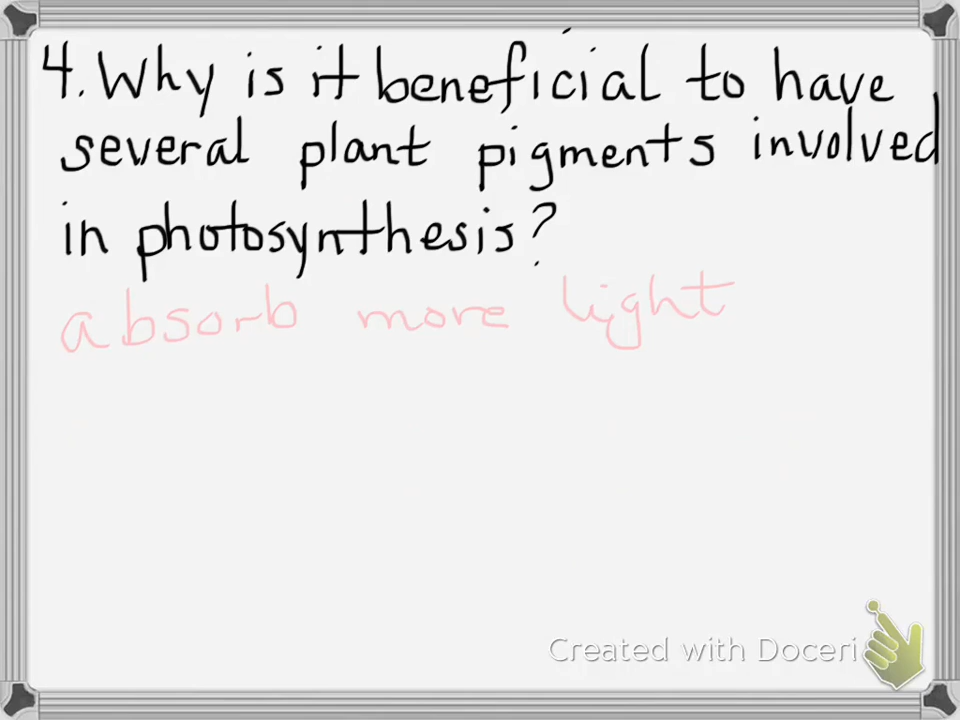 4. Why is it beneficial to have
several plant pigments involved
in photosynthesis?
absorb more light
Created with Doceri